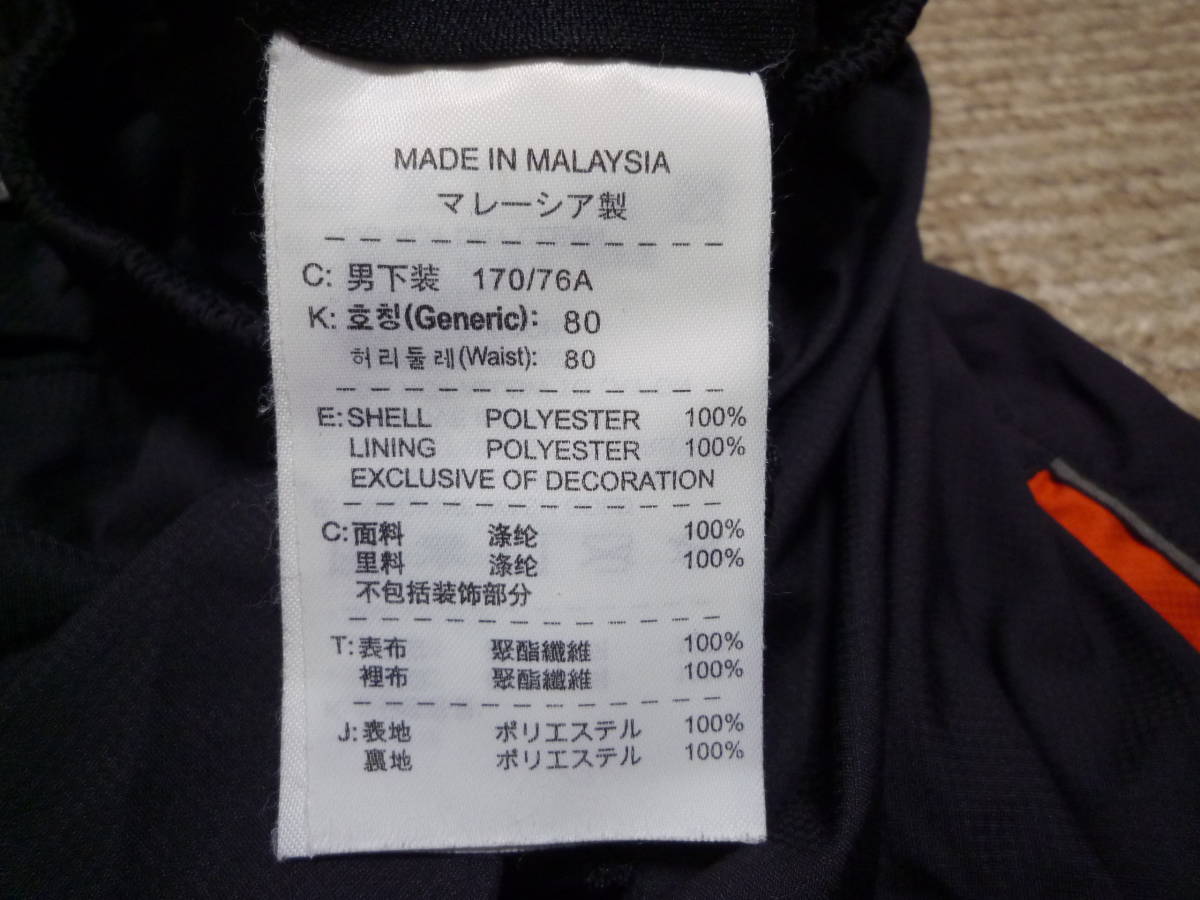 MADE IN MALAYSIA
マレーシア製
C: 男下装 170/76A
K: 호칭(Generic): 80
허리둘레(Waist): 80
E: SHELL POLYESTER 100%
LINING POLYESTER 100%
EXCLUSIVE OF DECORATION
C: 面料 涤纶 100%
里料 涤纶 100%
不包括装饰部分
T: 表布 聚酯纖維 100%
裡布 聚酯纖維 100%
J: 表地 ポリエステル 100%
裏地 ポリエステル 100%